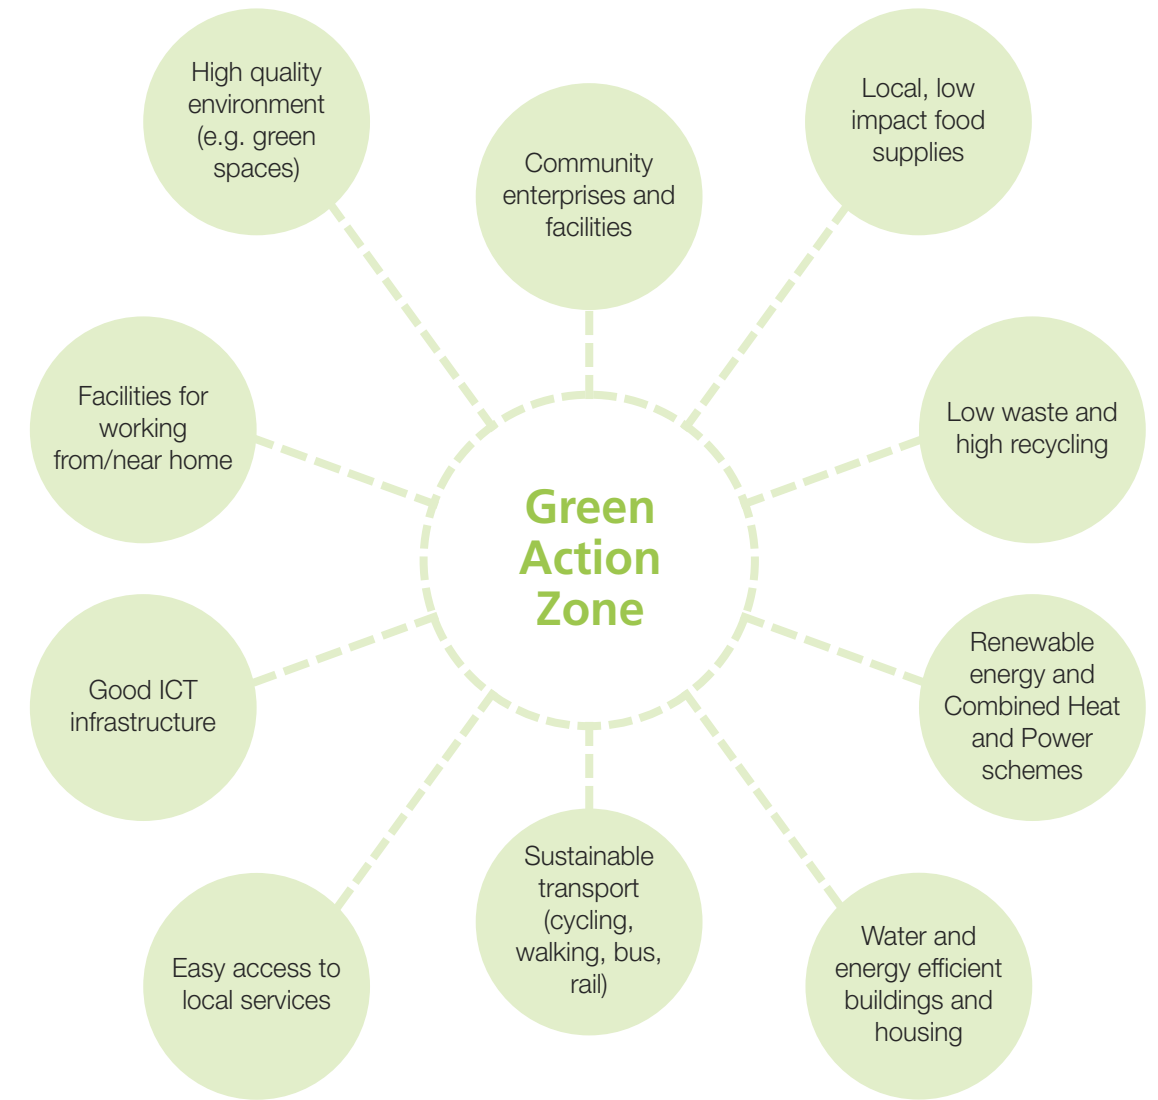 High quality
environment
(e.g. green
spaces)
Community
enterprises and
facilities
Local, low
impact food
supplies
Facilities for
working
from/near home
Low waste and
high recycling
Green
Action
Zone
Good ICT
infrastructure
Renewable
energy and
Combined Heat
and Power
schemes
Easy access to
local services
Sustainable
transport
(cycling,
walking, bus,
rail)
Water and
energy efficient
buildings and
housing